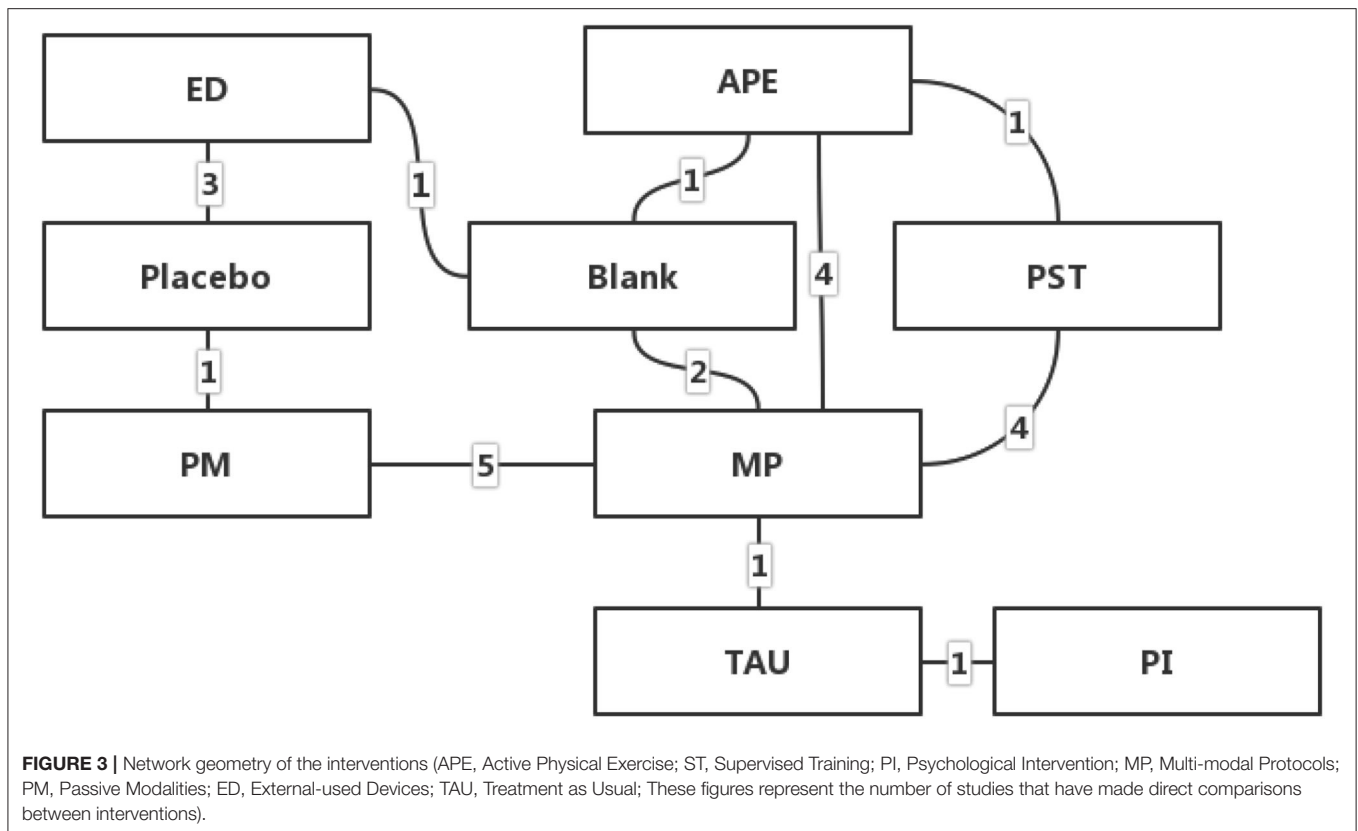 ED
APE
1
3
1
1
Placebo
Blank
4
PST
1
2
4
PM
5
MP
1
TAU
1
PI
FIGURE 3 | Network geometry of the interventions (APE, Active Physical Exercise; ST, Supervised Training; PI, Psychological Intervention; MP, Multi-modal Protocols;
PM, Passive Modalities; ED, External-used Devices; TAU, Treatment as Usual; These figures represent the number of studies that have made direct comparisons
between interventions).